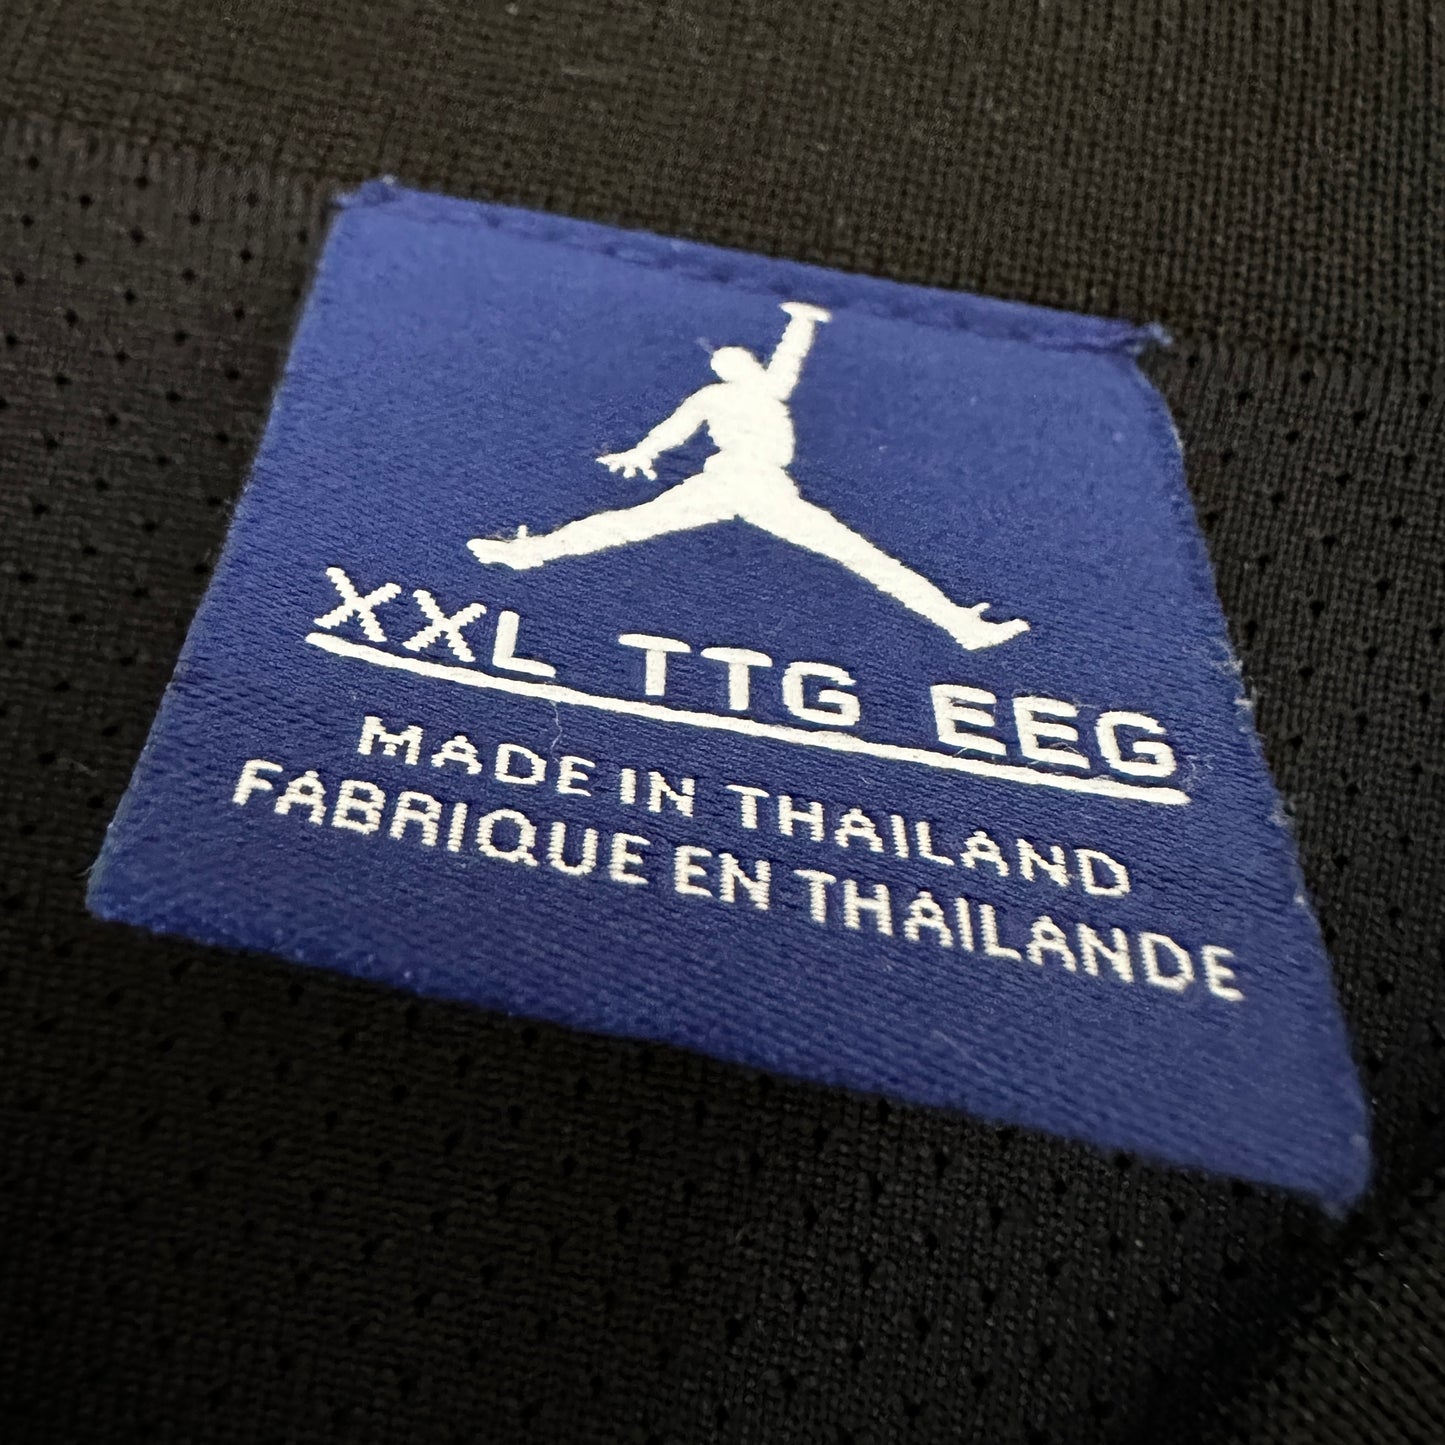 XXL TTG EEG
MADE IN THAILAND
FABRIQUE EN THAILANDE